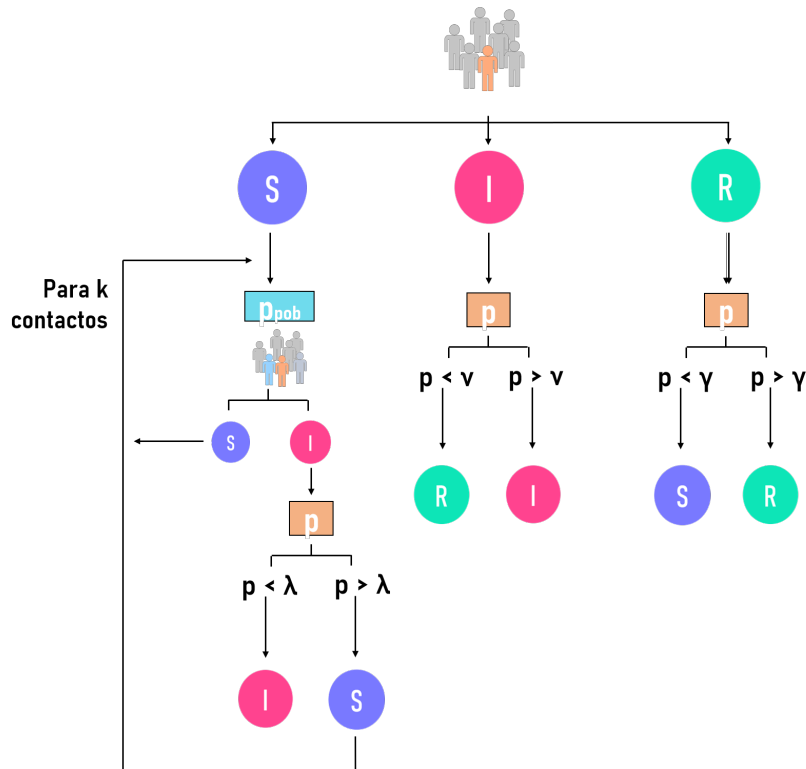 S
I
R
Para k
contactos
ppob
p
p
p < ν
p > ν
p < γ
p > γ
S
I
R
I
S
R
p
p < λ
p > λ
I
S